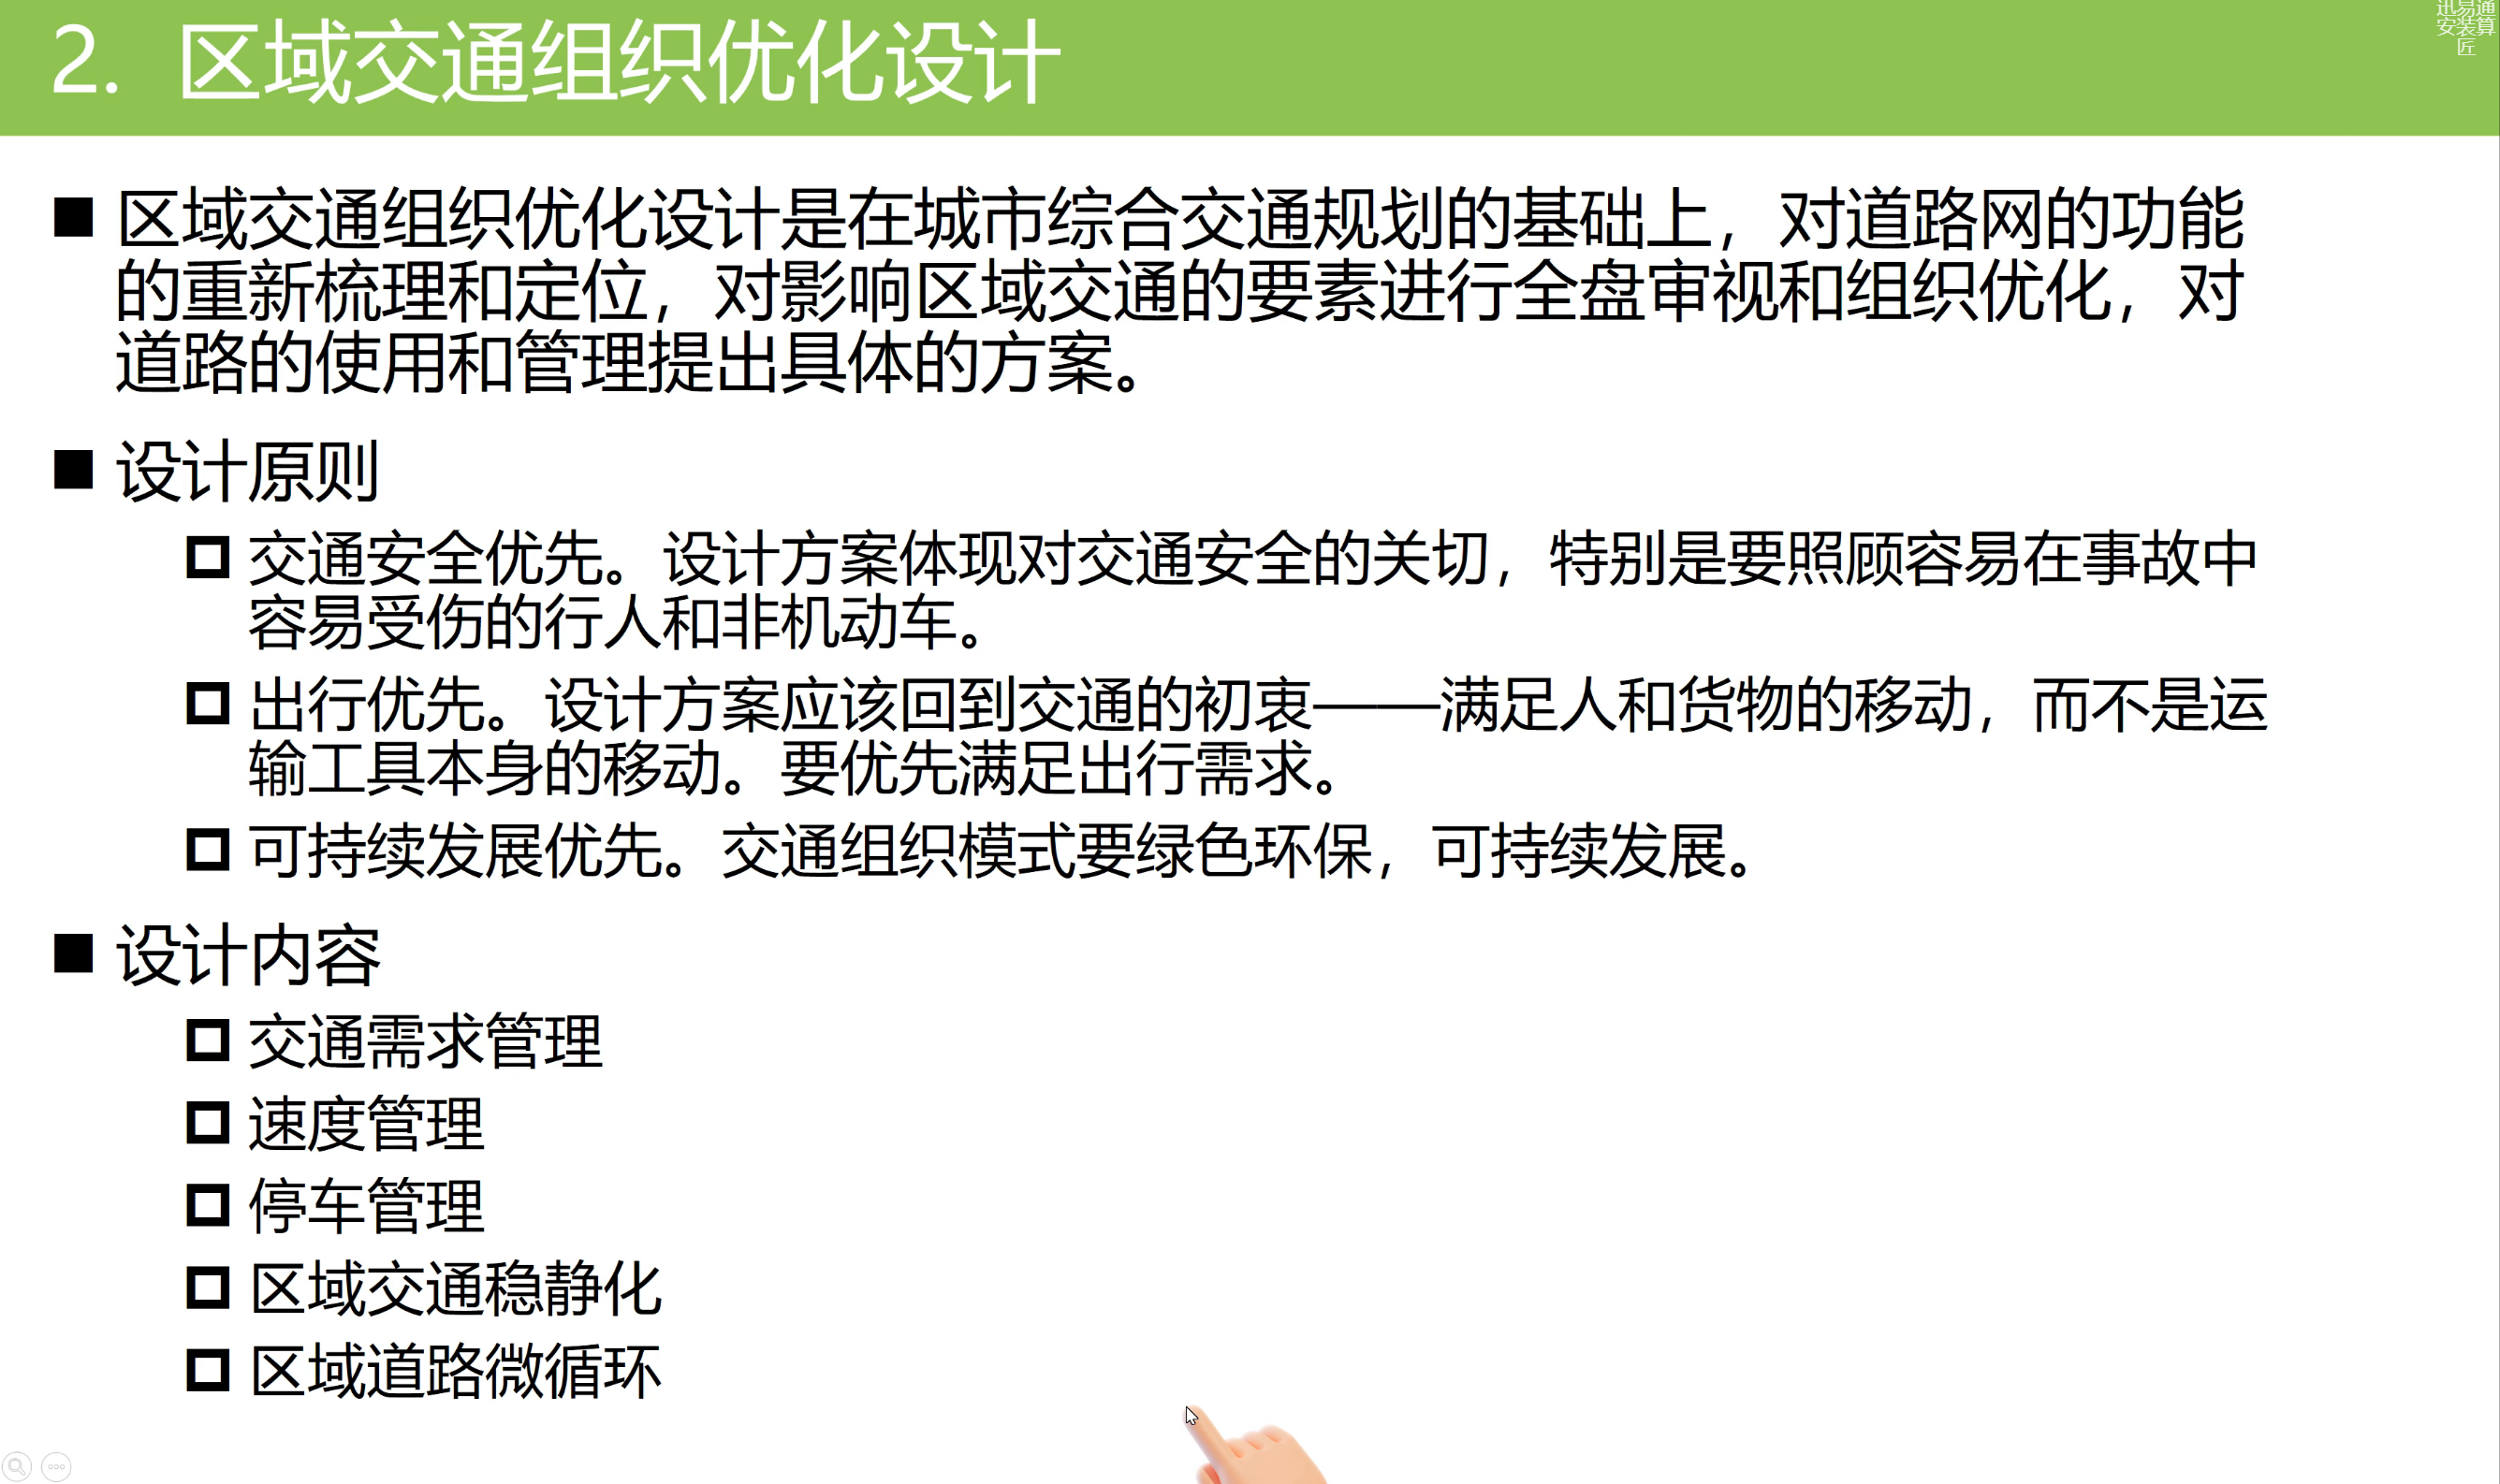 2. 区域交通组织优化设计
迅易通
安装算
匠
■ 区域交通组织优化设计是在城市综合交通规划的基础上，对道路网的功能
的重新梳理和定位，对影响区域交通的要素进行全盘审视和组织优化，对
道路的使用和管理提出具体的方案。
■ 设计原则
交通安全优先。设计方案体现对交通安全的关切，特别是要照顾容易在事故中
容易受伤的行人和非机动车。
出行优先。设计方案应该回到交通的初衷——满足人和货物的移动，而不是运
输工具本身的移动。要优先满足出行需求。
可持续发展优先。交通组织模式要绿色环保，可持续发展。
■ 设计内容
交通需求管理
速度管理
停车管理
区域交通稳静化
区域道路微循环